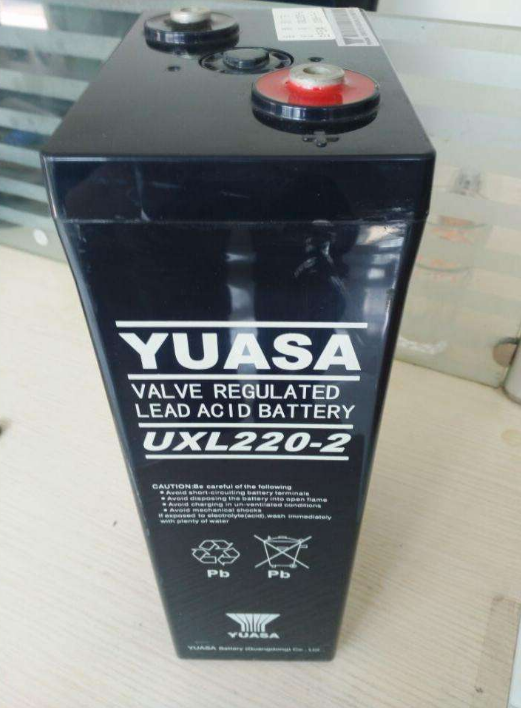 YUASA
VALVE REGULATED
LEAD ACID BATTERY
UXL220-2
CAUTION:Be careful of the following
• Avoid short-circuiting battery terminals
• Avoid disposing the battery into open flame
• Avoid charging in un-ventilated conditions
• Avoid mechanical shocks
If exposed to electrolyte(acid),wash immediately
with plenty of water
Pb Pb
YUASA
YUASA Battery (Guangdong) Co., Ltd.